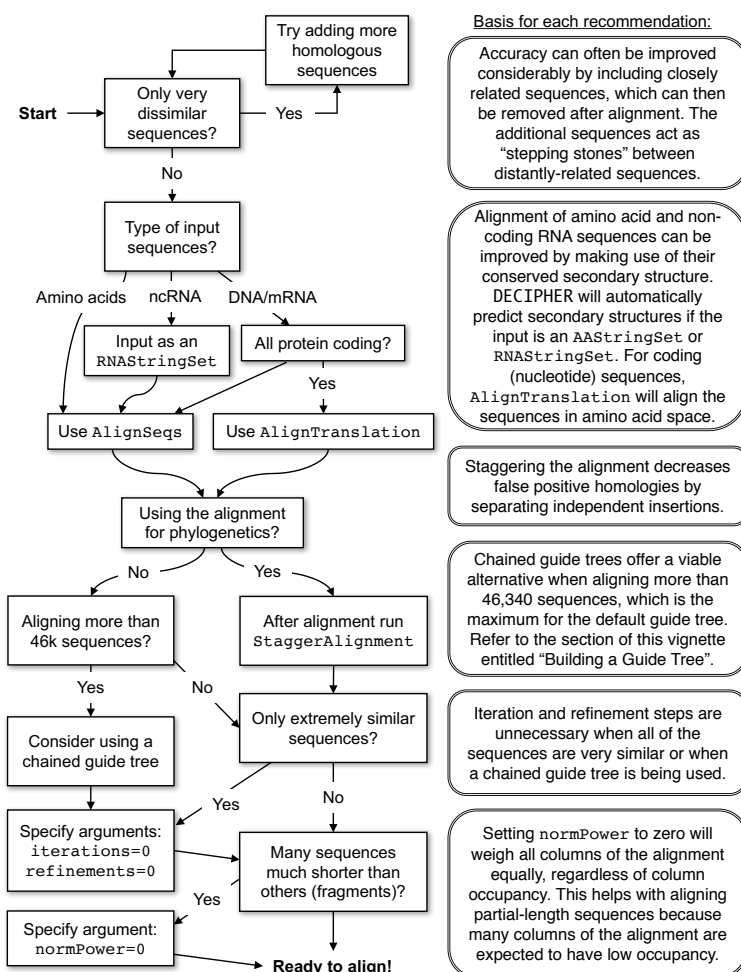 Try adding more
homologous
sequences
Start
Only very
dissimilar
sequences?
Yes
No
Type of input
sequences?
Amino acids
ncRNA
DNA/mRNA
Input as an
RNAStringSet
All protein coding?
Yes
Use AlignSeqs
Use AlignTranslation
Using the alignment
for phylogenetics?
No
Yes
Aligning more than
46k sequences?
After alignment run
StaggerAlignment
Yes
No
Consider using a
chained guide tree
Only extremely similar
sequences?
Yes
No
Specify arguments:
iterations=0
refinements=0
Many sequences
much shorter than
others (fragments)?
Yes
Specify argument:
normPower=0
Ready to align!
Basis for each recommendation:
Accuracy can often be improved
considerably by including closely
related sequences, which can then
be removed after alignment. The
additional sequences act as
“stepping stones” between
distantly-related sequences.
Alignment of amino acid and non-
coding RNA sequences can be
improved by making use of their
conserved secondary structure.
DECIPHER will automatically
predict secondary structures if the
input is an AAStringSet or
RNAStringSet. For coding
(nucleotide) sequences,
AlignTranslation will align the
sequences in amino acid space.
Staggering the alignment decreases
false positive homologies by
separating independent insertions.
Chained guide trees offer a viable
alternative when aligning more than
46,340 sequences, which is the
maximum for the default guide tree.
Refer to the section of this vignette
entitled “Building a Guide Tree”.
Iteration and refinement steps are
unnecessary when all of the
sequences are very similar or when
a chained guide tree is being used.
Setting normPower to zero will
weigh all columns of the alignment
equally, regardless of column
occupancy. This helps with aligning
partial-length sequences because
many columns of the alignment are
expected to have low occupancy.